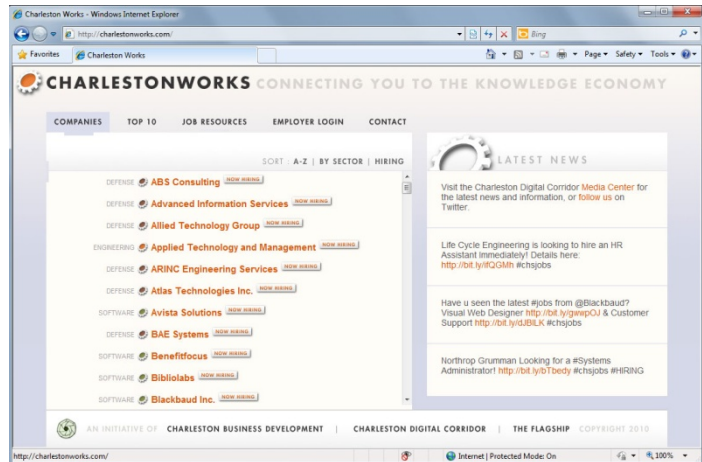 Charleston Works - Windows Internet Explorer
http://charlestonworks.com/
Bing
Favorites
Charleston Works
Page
Safety
Tools
CHARLESTONWORKS CONNECTING YOU TO THE KNOWLEDGE ECONOMY
COMPANIES TOP 10 JOB RESOURCES EMPLOYER LOGIN CONTACT
SORT : A-Z | BY SECTOR | HIRING
DEFENSE ABS Consulting NOW HIRING
DEFENSE Advanced Information Services NOW HIRING
DEFENSE Allied Technology Group NOW HIRING
ENGINEERING Applied Technology and Management NOW HIRING
DEFENSE ARINC Engineering Services NOW HIRING
DEFENSE Atlas Technologies Inc. NOW HIRING
SOFTWARE Avista Solutions NOW HIRING
DEFENSE BAE Systems NOW HIRING
SOFTWARE Benefitfocus NOW HIRING
SOFTWARE Bibliolabs NOW HIRING
SOFTWARE Blackbaud Inc. NOW HIRING
LATEST NEWS
Visit the Charleston Digital Corridor Media Center for
the latest news and information, or follow us on
Twitter.
Life Cycle Engineering is looking to hire an HR
Assistant Immediately! Details here:
http://bit.ly/ifQGMh #chsjobs
Have u seen the latest #jobs from @Blackbaud?
Visual Web Designer http://bit.ly/gwwpOJ & Customer
Support http://bit.ly/dJBILK #chsjobs
Northrop Grumman Looking for a #Systems
Administrator! http://bit.ly/bTbedy #chsjobs #HIRING
AN INITIATIVE OF CHARLESTON BUSINESS DEVELOPMENT | CHARLESTON DIGITAL CORRIDOR | THE FLAGSHIP COPYRIGHT 2010
http://charlestonworks.com/
Internet | Protected Mode: On
100%